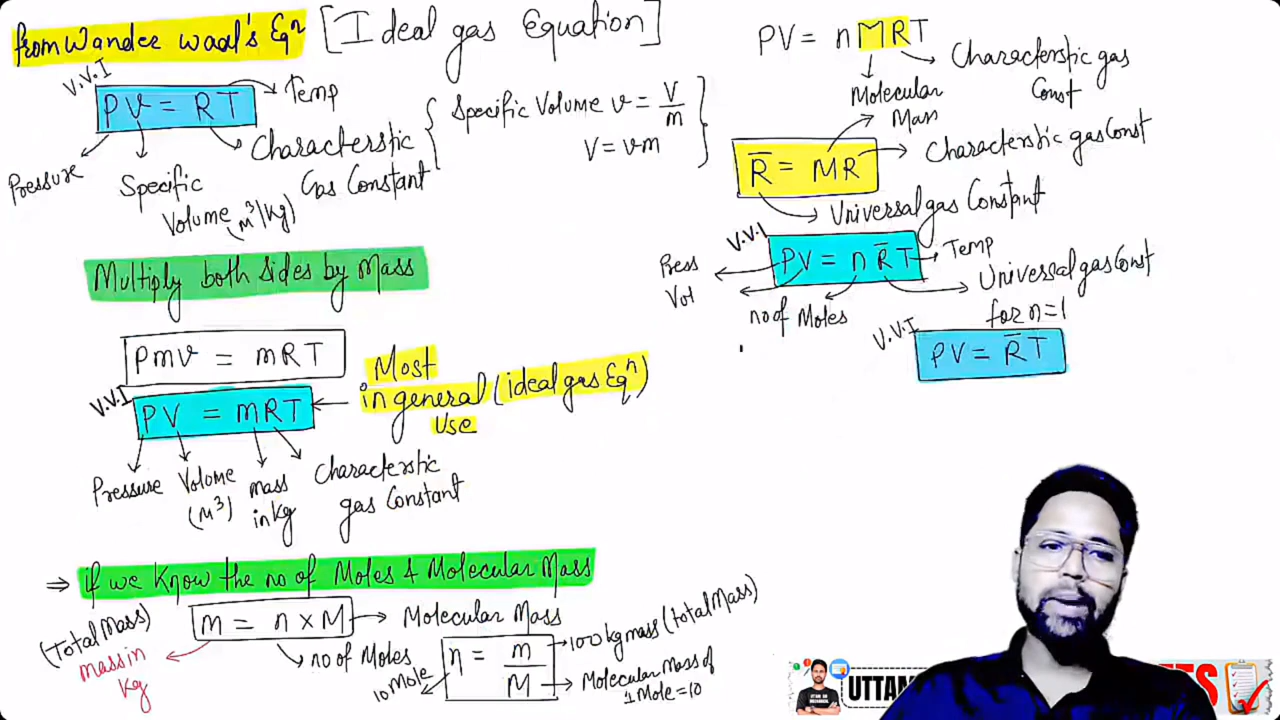 from Wander waal's Eqn [Ideal gas Equation]
V.V.I
Pv = RT
Temp
Characterstic
Gas Constant
Pressure
Specific
Volume (M³/kg)
Specific Volume v = V/m
V = vm
Multiply both sides by Mass
Pmv = mRT
V.V.I
PV = mRT
Most
in general (ideal gas Eqn)
Use
Pressure
Volume
(M³)
mass
in kg
Characterstic
gas Constant
⇒ if we know the no of Moles & Molecular Mass
(Total Mass)
mass in
kg
m = n × M
Molecular Mass
no of Moles
10 Mole
n = m/M
100 kg mass (total Mass)
Molecular Mass of
1 Mole = 10
PV = nMRT
Characterstic gas
Const
Molecular
Mass
R̅ = MR
Characterstic gas Const
Universal gas Constant
V.V.I
PV = nR̅T
Temp
Press
Vol
no of Moles
Universal gas Const
for n=1
V.V.I
PV = R̅T
UTTAM